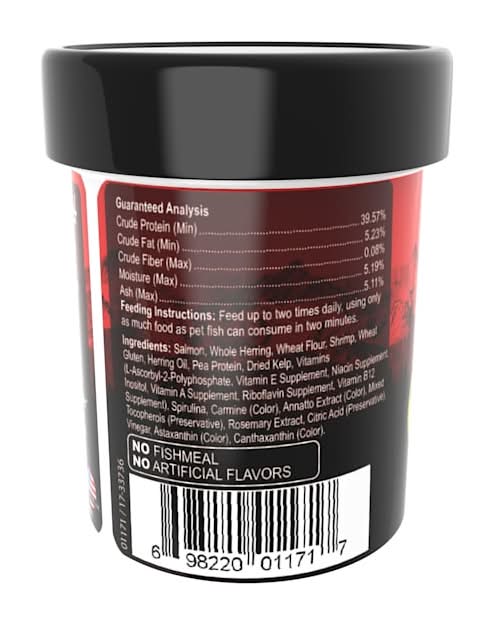 Guaranteed Analysis
Crude Protein (Min) 39.57%
Crude Fat (Min) 5.23%
Crude Fiber (Max) 0.08%
Moisture (Max) 5.19%
Ash (Max) 5.11%
Feeding Instructions: Feed up to two times daily, using only
as much food as pet fish can consume in two minutes.
Ingredients: Salmon, Whole Herring, Wheat Flour, Shrimp, Wheat
Gluten, Herring Oil, Pea Protein, Dried Kelp, Vitamins
(L-Ascorbyl-2-Polyphosphate, Vitamin E Supplement, Niacin Supplement,
Inositol, Vitamin A Supplement, Riboflavin Supplement, Vitamin B12
Supplement), Spirulina, Carmine (Color), Annatto Extract (Color), Mixed
Tocopherols (Preservative), Rosemary Extract, Citric Acid (Preservative),
Vinegar, Astaxanthin (Color), Canthaxanthin (Color).
NO FISHMEAL
NO ARTIFICIAL FLAVORS
01171 / 17-33736
6 98220 01171 7